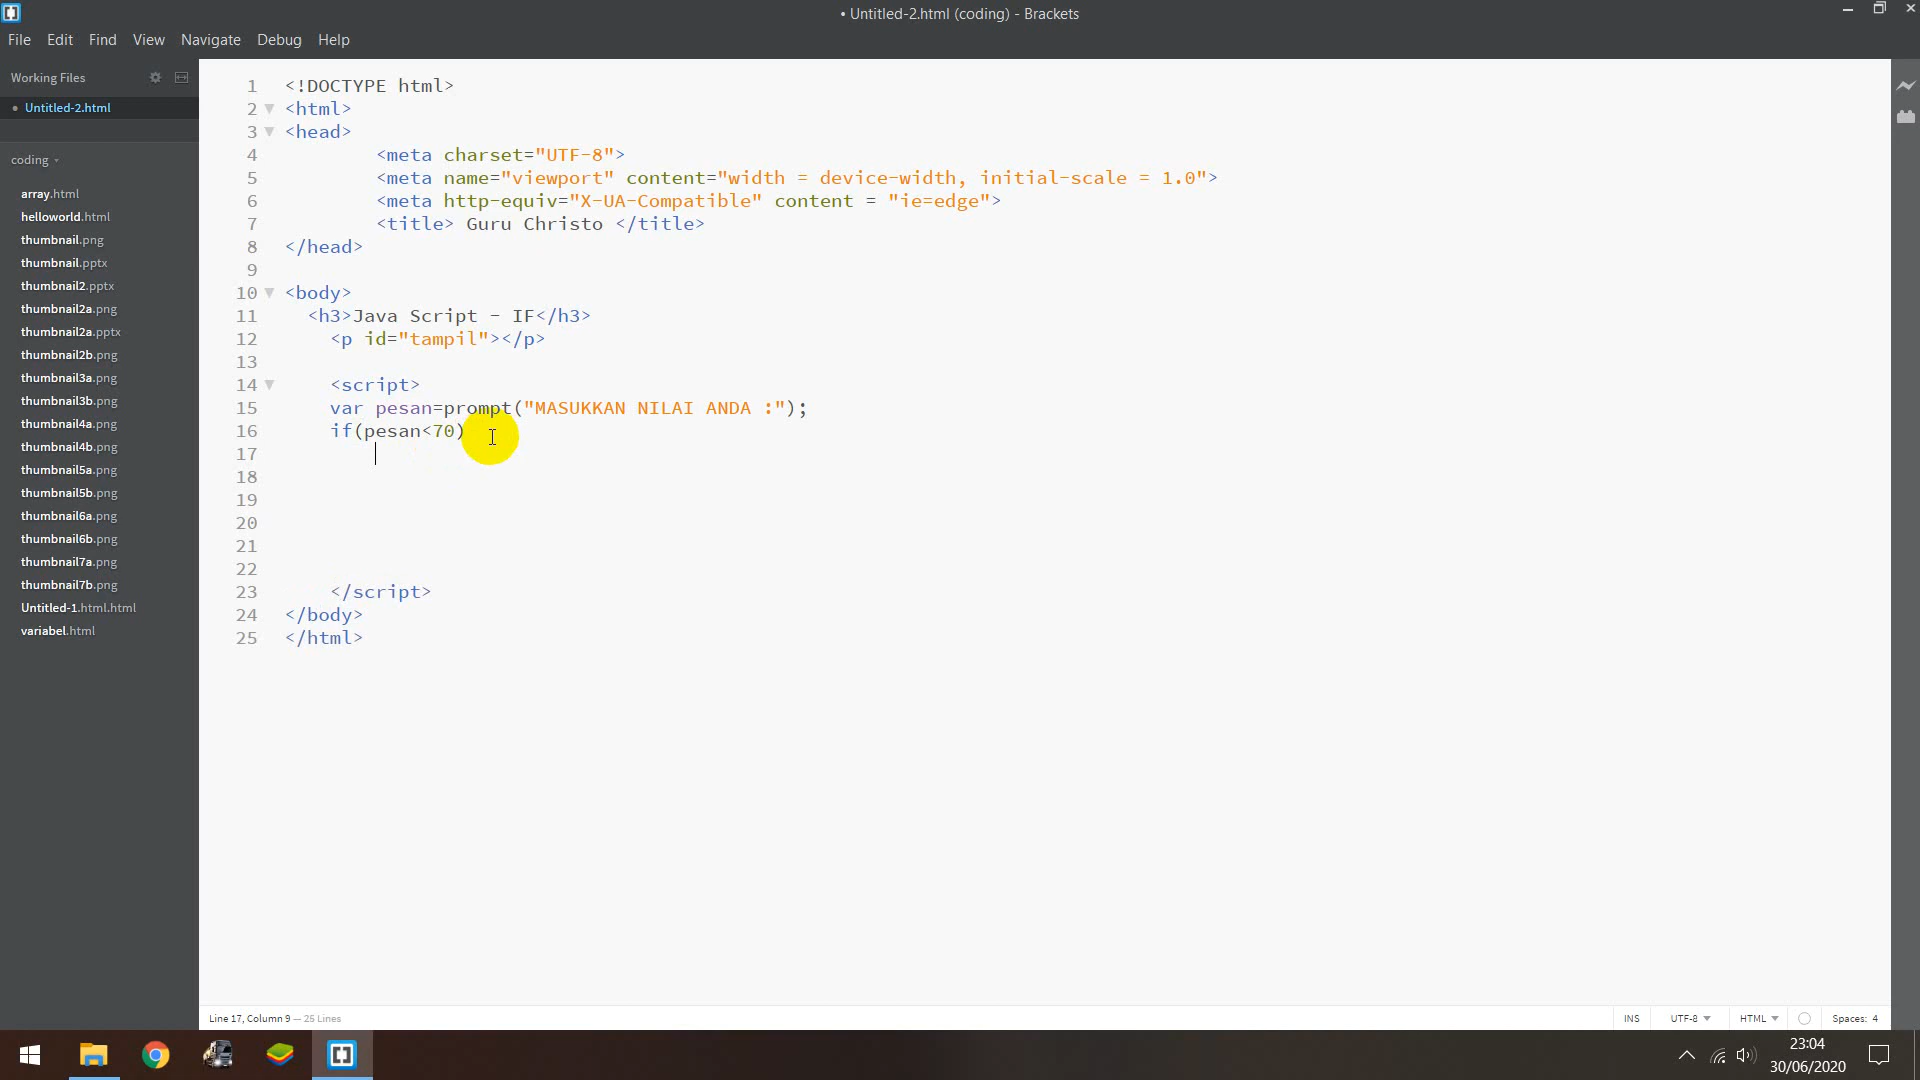 • Untitled-2.html (coding) - Brackets
File Edit Find View Navigate Debug Help
Working Files
• Untitled-2.html
coding
array.html
helloworld.html
thumbnail.png
thumbnail.pptx
thumbnail2.pptx
thumbnail2a.png
thumbnail2a.pptx
thumbnail2b.png
thumbnail3a.png
thumbnail3b.png
thumbnail4a.png
thumbnail4b.png
thumbnail5a.png
thumbnail5b.png
thumbnail6a.png
thumbnail6b.png
thumbnail7a.png
thumbnail7b.png
Untitled-1.html.html
variabel.html
1 <!DOCTYPE html>
2 <html>
3 <head>
4 <meta charset="UTF-8">
5 <meta name="viewport" content="width = device-width, initial-scale = 1.0">
6 <meta http-equiv="X-UA-Compatible" content = "ie=edge">
7 <title> Guru Christo </title>
8 </head>
9
10 <body>
11 <h3>Java Script - IF</h3>
12 <p id="tampil"></p>
13
14 <script>
15 var pesan=prompt("MASUKKAN NILAI ANDA :");
16 if(pesan<70)
17
18
19
20
21
22
23 </script>
24 </body>
25 </html>
Line 17, Column 9 — 25 Lines
INS UTF-8 HTML Spaces: 4
23:04
30/06/2020